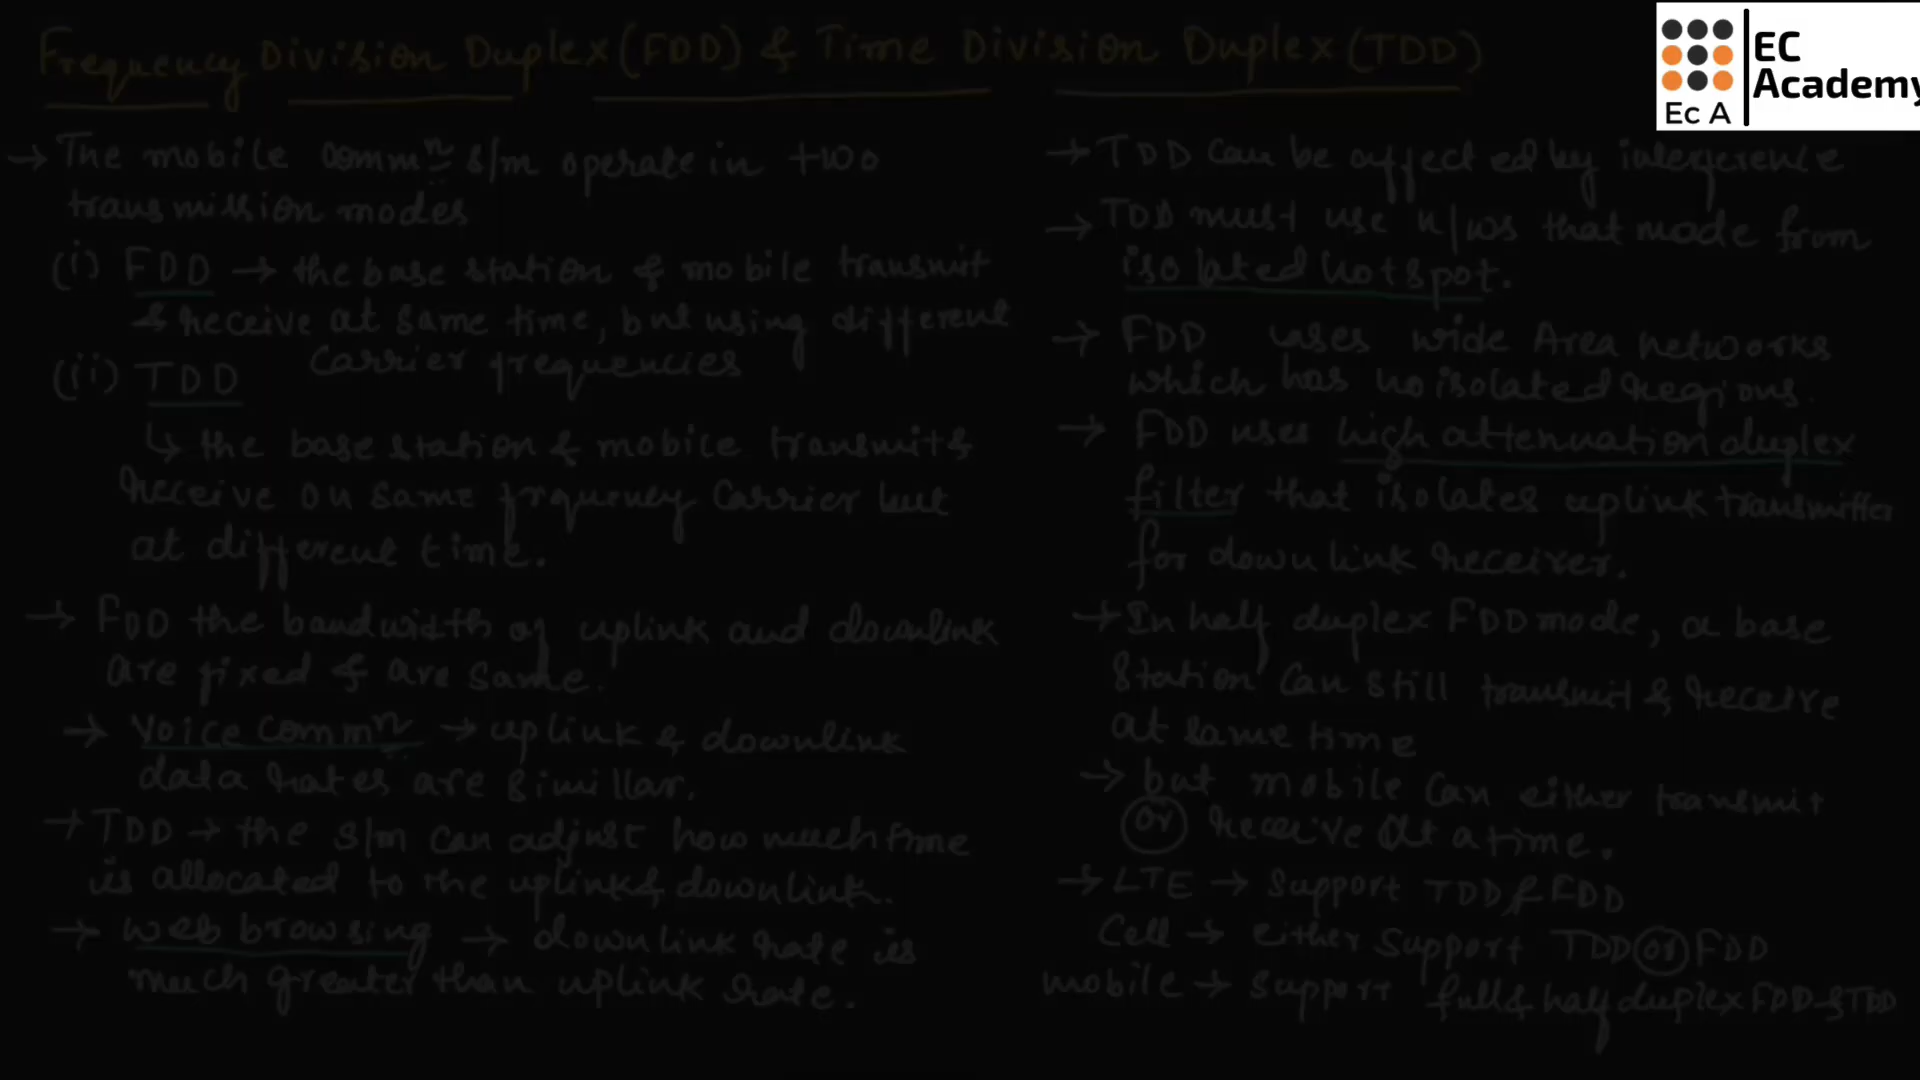 Frequency Division Duplex (FDD) & Time Division Duplex (TDD)
EC
Academy
Ec A
→ The mobile commn s/m operate in two
transmission modes
(i) FDD → the base station & mobile transmit
& receive at same time, but using different
carrier frequencies
(ii) TDD
↳ the base station & mobile transmit &
receive on same frquency carrier but
at different time.
→ FDD the bandwidth of uplink and downlink
are fixed & are same.
→ Voice commn → uplink & downlink
data rates are simillar.
→ TDD → the s/m can adjust how much time
is allocated to the uplink & downlink.
→ web browsing → downlink rate is
much greater than uplink rate.
→ TDD can be affected by interference
→ TDD must use n/ws that made from
isolated hotspot.
→ FDD uses wide Area networks
which has no isolated regions.
→ FDD uses high attenuation duplex
filter that isolates uplink transmitter
for downlink receiver.
→ In half duplex FDD mode, a base
station can still transmit & receive
at same time
→ but mobile can either transmit
or receive at a time.
→ LTE → support TDD & FDD
Cell → either support TDD or FDD
mobile → support full & half duplex FDD & TDD